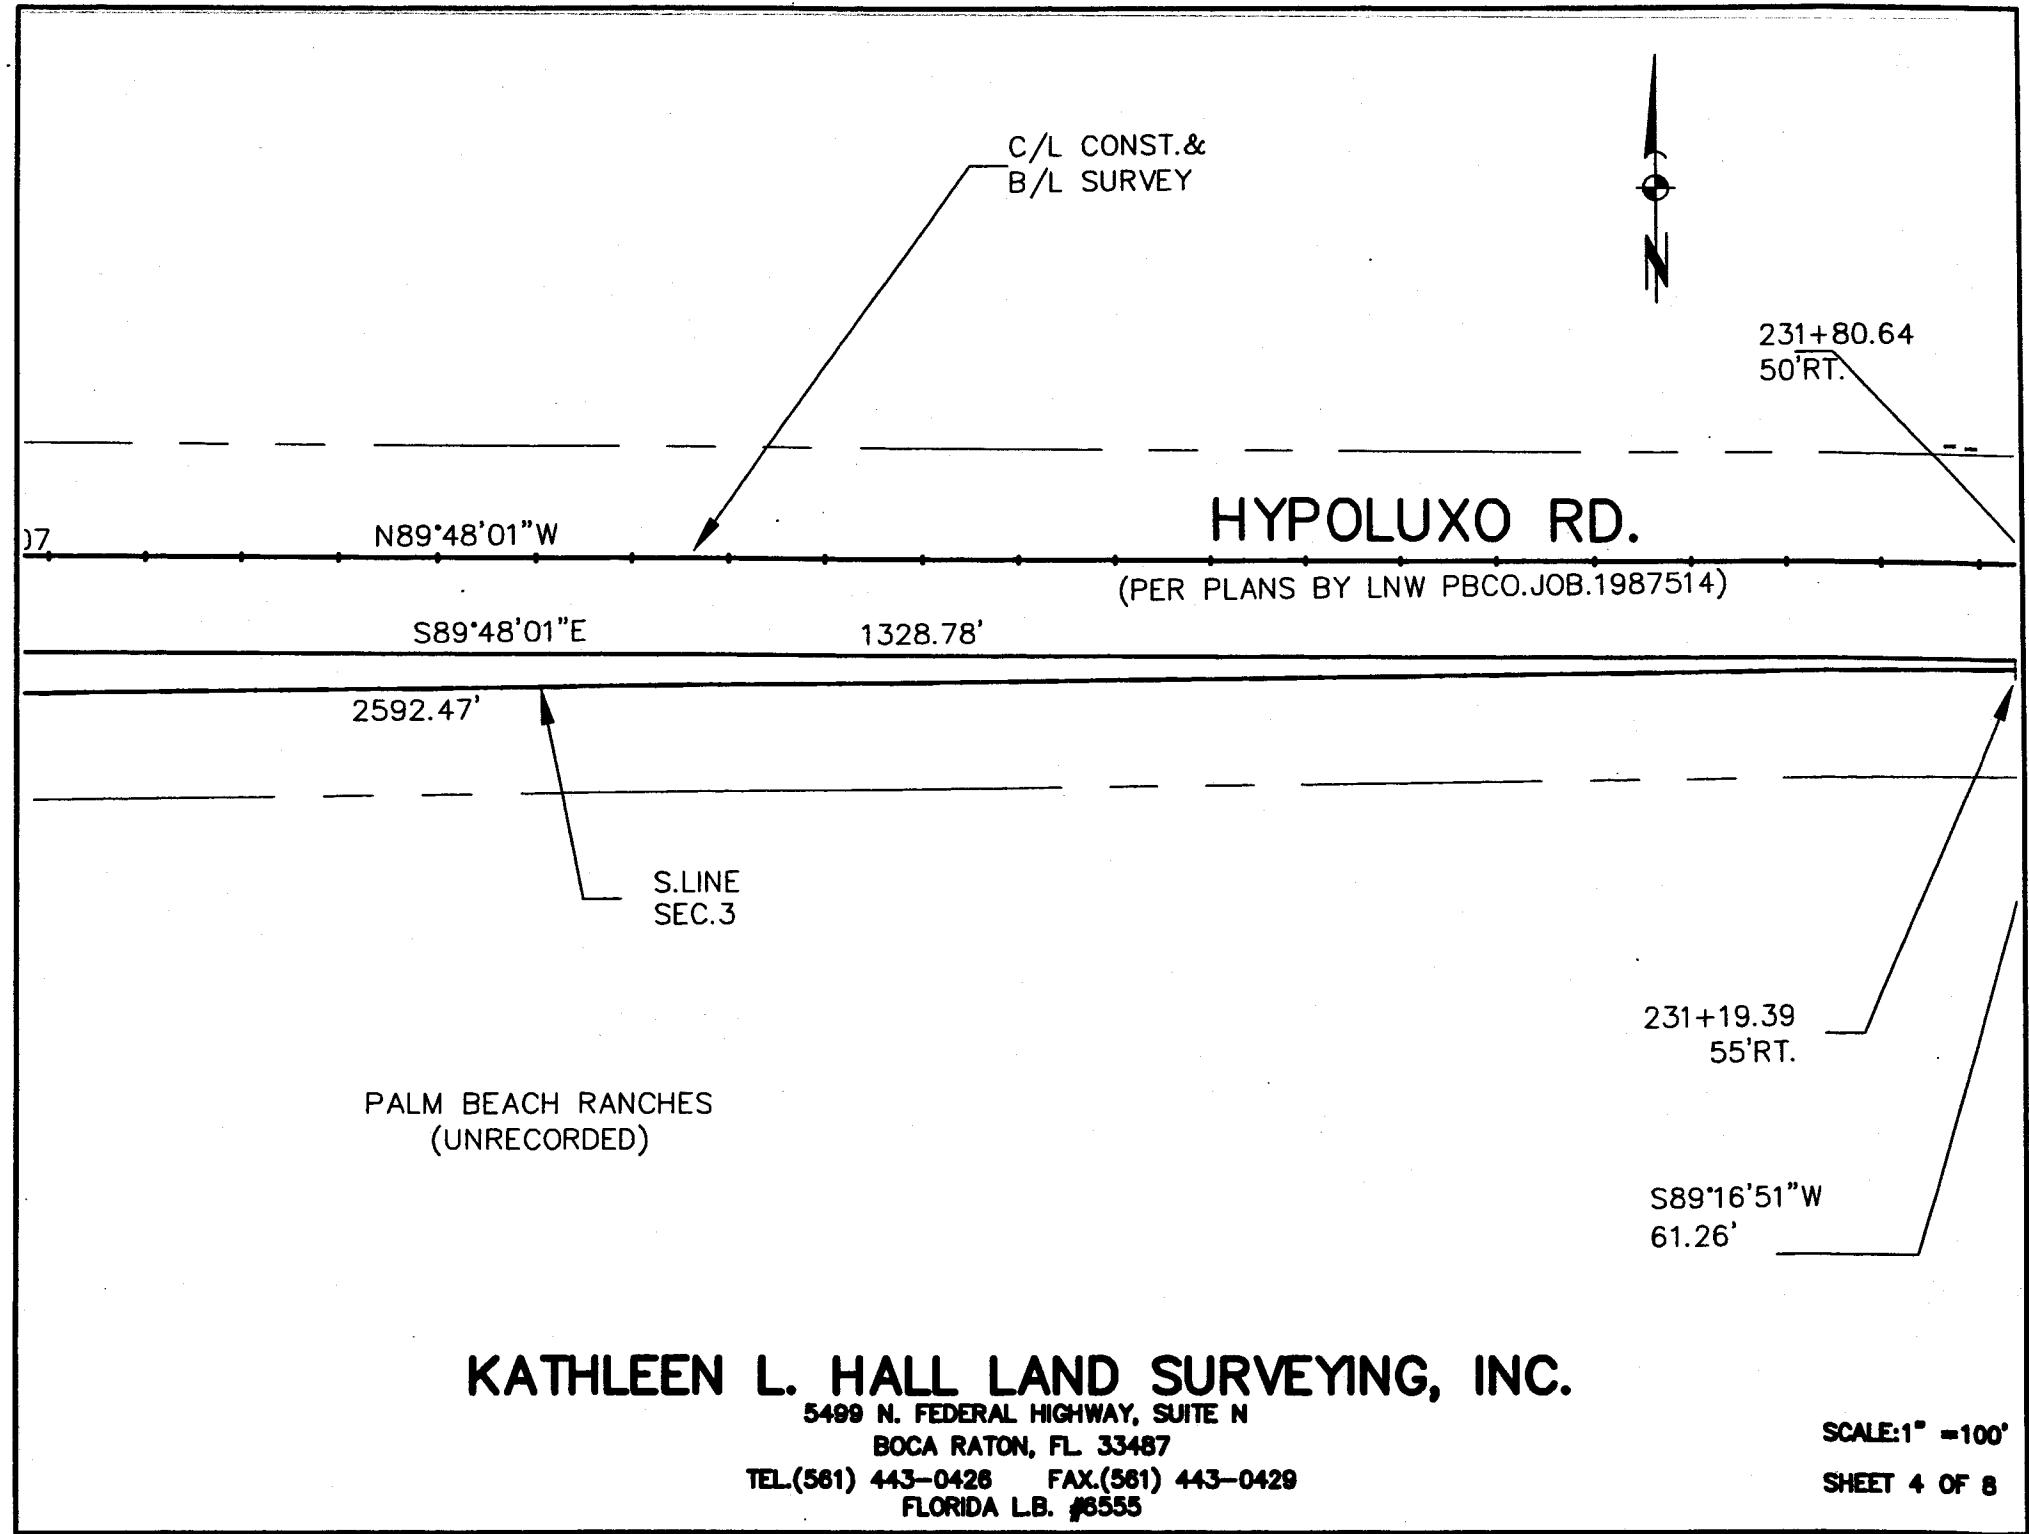 C/L CONST.&
B/L SURVEY
N
231+80.64
50'RT.
HYPOLUXO RD.
07
N89°48'01"W
(PER PLANS BY LNW PBCO.JOB.1987514)
S89°48'01"E 1328.78'
2592.47'
S.LINE
SEC.3
231+19.39
55'RT.
PALM BEACH RANCHES
(UNRECORDED)
S89°16'51"W
61.26'
KATHLEEN L. HALL LAND SURVEYING, INC.
5499 N. FEDERAL HIGHWAY, SUITE N
BOCA RATON, FL. 33487
TEL.(561) 443-0426 FAX.(561) 443-0429
FLORIDA L.B. #6555
SCALE:1" =100'
SHEET 4 OF 8